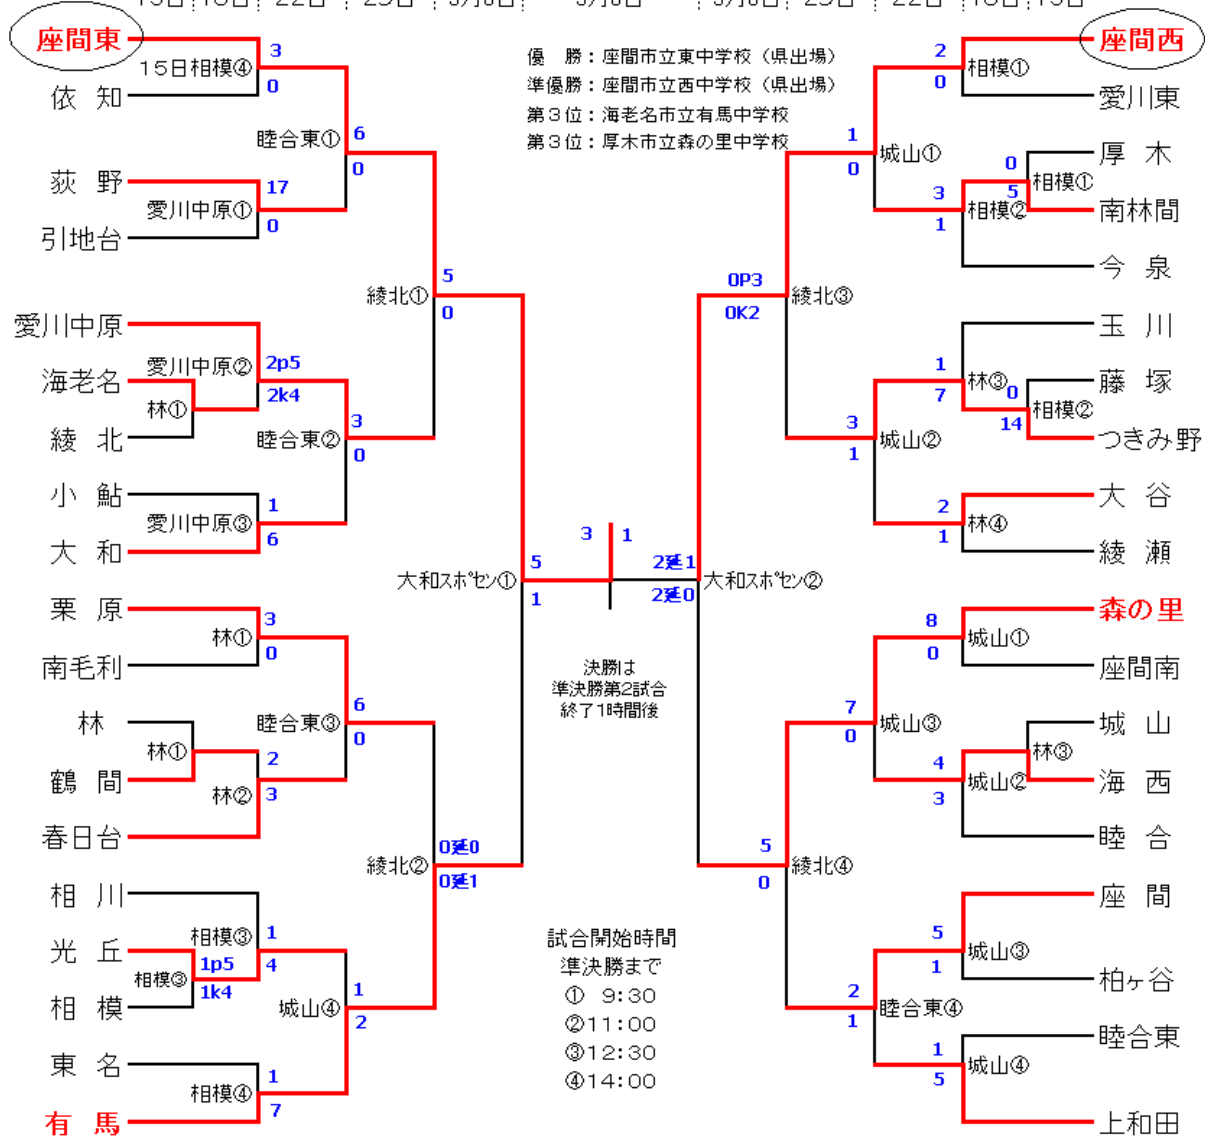 座間東
依 知
荻 野
引地台
愛川中原
海老名
綾 北
小 鮎
大 和
栗 原
南毛利
林
鶴 間
春日台
相 川
光 丘
相 模
東 名
有 馬
15日相模④
3
0
愛川中原①
17
0
睦合東①
6
0
愛川中原②
2p5
2k4
林①
愛川中原③
1
6
睦合東②
3
0
綾北①
5
0
林①
3
0
林①
林②
2
3
睦合東③
6
0
相模③
1
4
相模③
1p5
1k4
相模④
1
7
城山④
1
2
綾北②
0延0
0延1
大和スポセン①
5
1
優 勝:座間市立東中学校(県出場)
準優勝:座間市立西中学校(県出場)
第3位:海老名市立有馬中学校
第3位:厚木市立森の里中学校
3
1
決勝は
準決勝第2試合
終了1時間後
試合開始時間
準決勝まで
① 9:30
②11:00
③12:30
④14:00
大和スポセン②
2延1
2延0
綾北③
0P3
0K2
城山①
1
0
相模①
2
0
相模②
3
1
相模①
0
5
城山②
3
1
林③
1
7
相模②
0
14
林④
2
1
綾北④
5
0
城山③
7
0
城山①
8
0
城山②
4
3
林③
睦合東④
2
1
城山③
5
1
城山④
1
5
座間西
愛川東
厚 木
南林間
今 泉
玉 川
藤 塚
つきみ野
大 谷
綾 瀬
森の里
座間南
城 山
海 西
睦 合
座 間
柏ヶ谷
睦合東
上和田